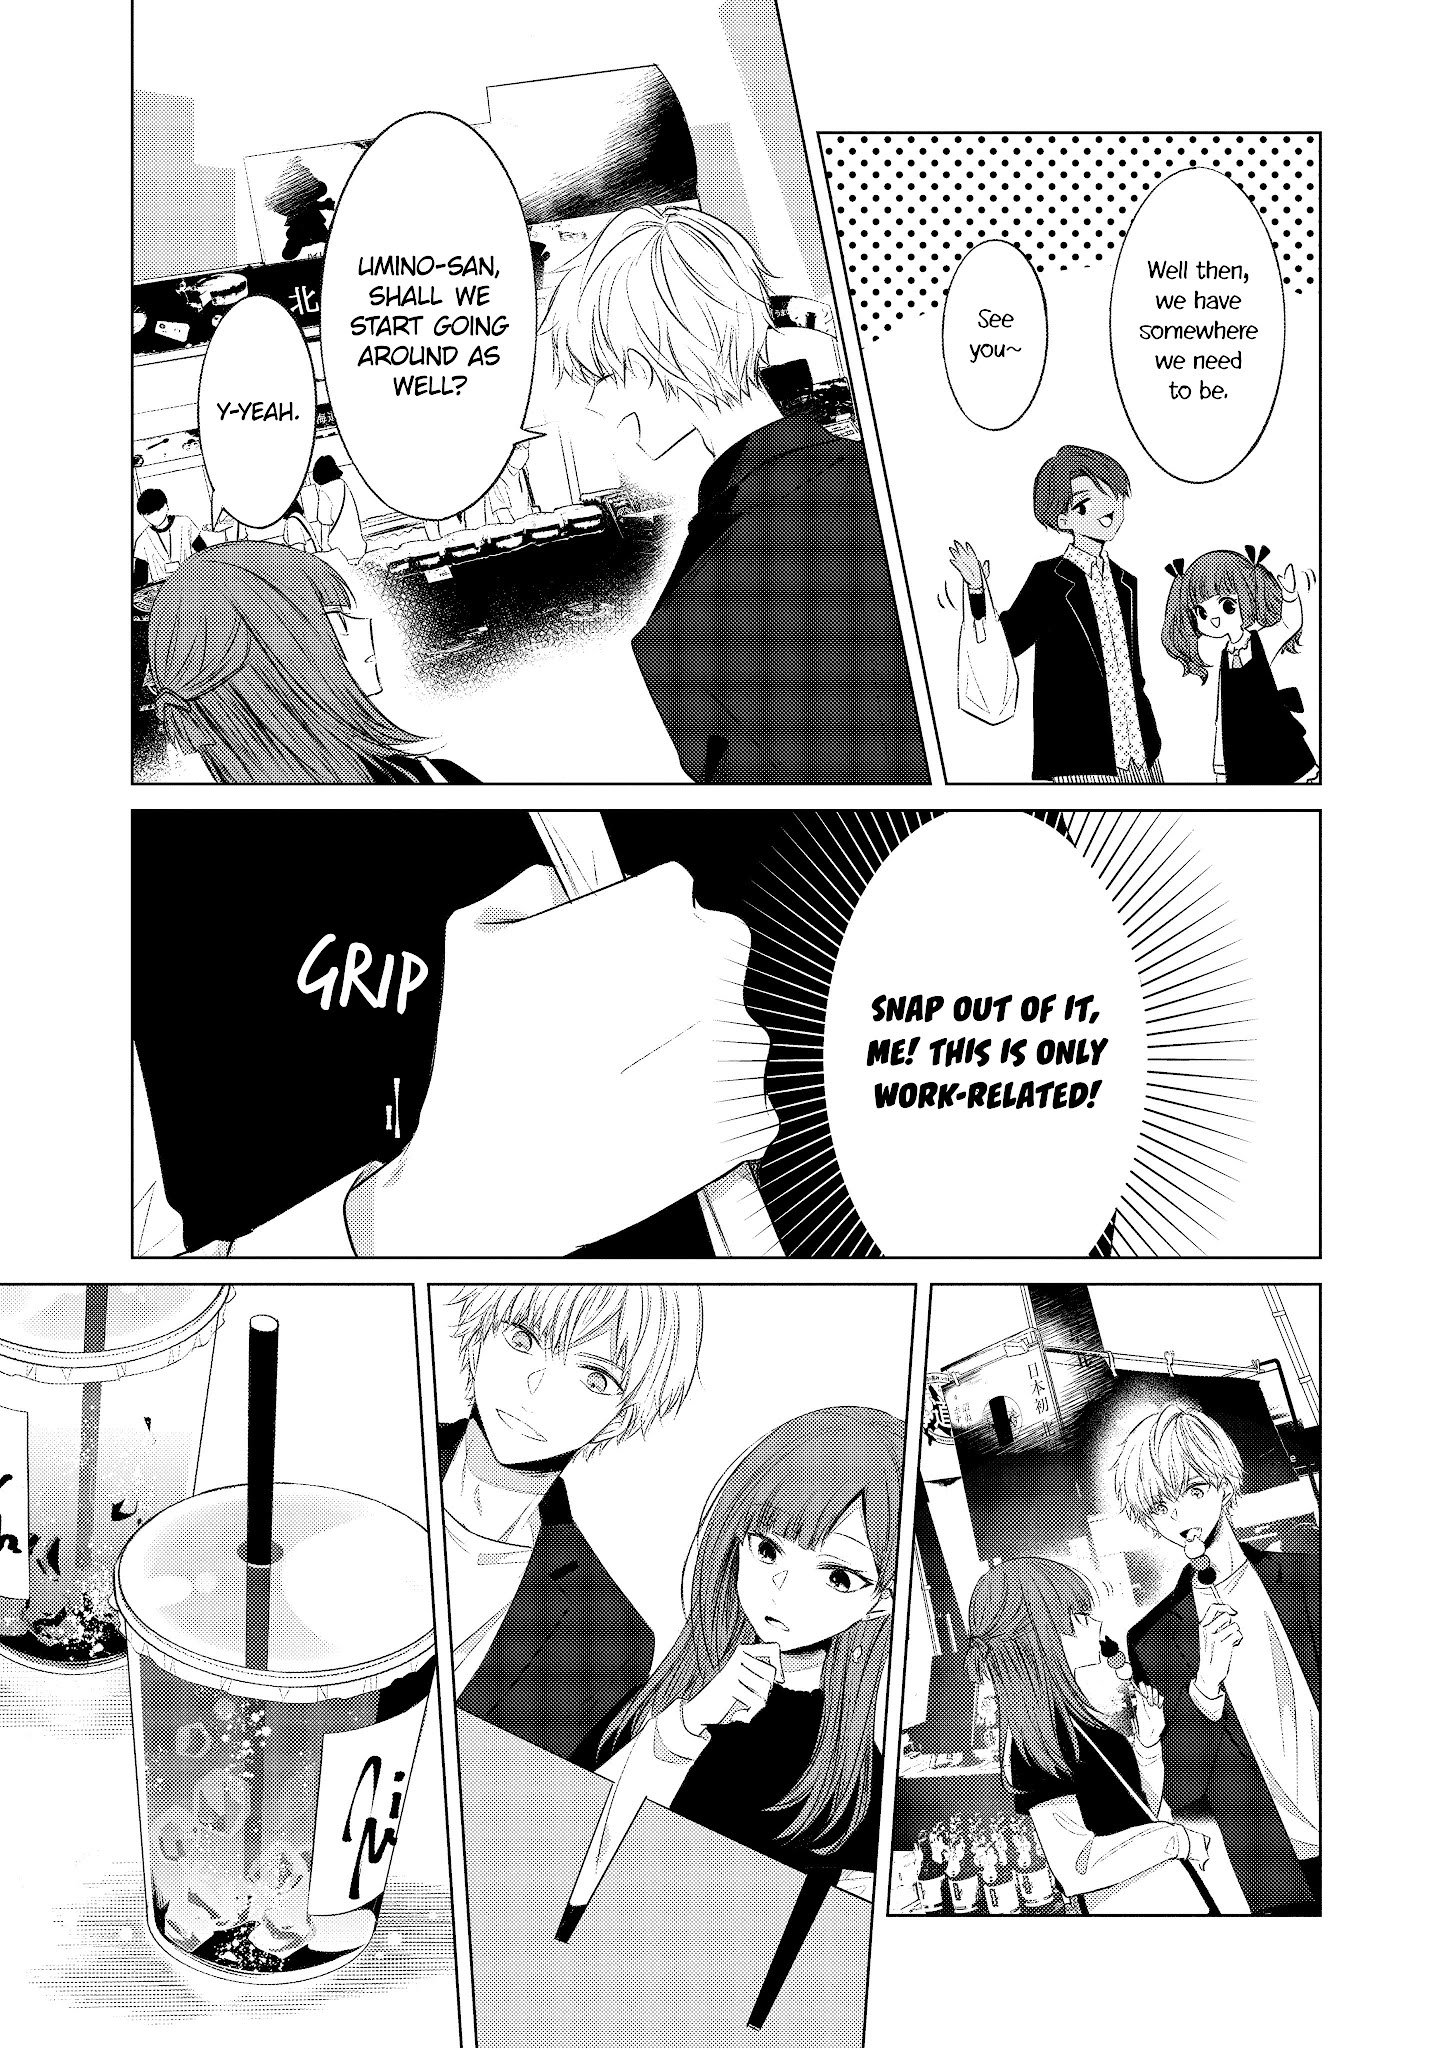 Well then,
we have
somewhere
we need
to be.
See
you~
UMINO-SAN,
SHALL WE
START GOING
AROUND AS
WELL?
Y-YEAH.
北
SNAP OUT OF IT,
ME! THIS IS ONLY
WORK-RELATED!
GRIP
日本初
道